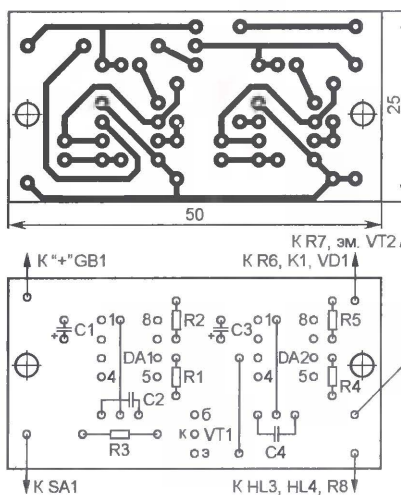 25
50
К R7, эм. VT2
К "+"GB1
К R6, K1, VD1
C1
1
8
R2
C3
1
8
R5
DA1
DA2
4
5
R1
4
5
R4
C2
б
R3
к
VT1
э
C4
К SA1
К HL3, HL4, R8